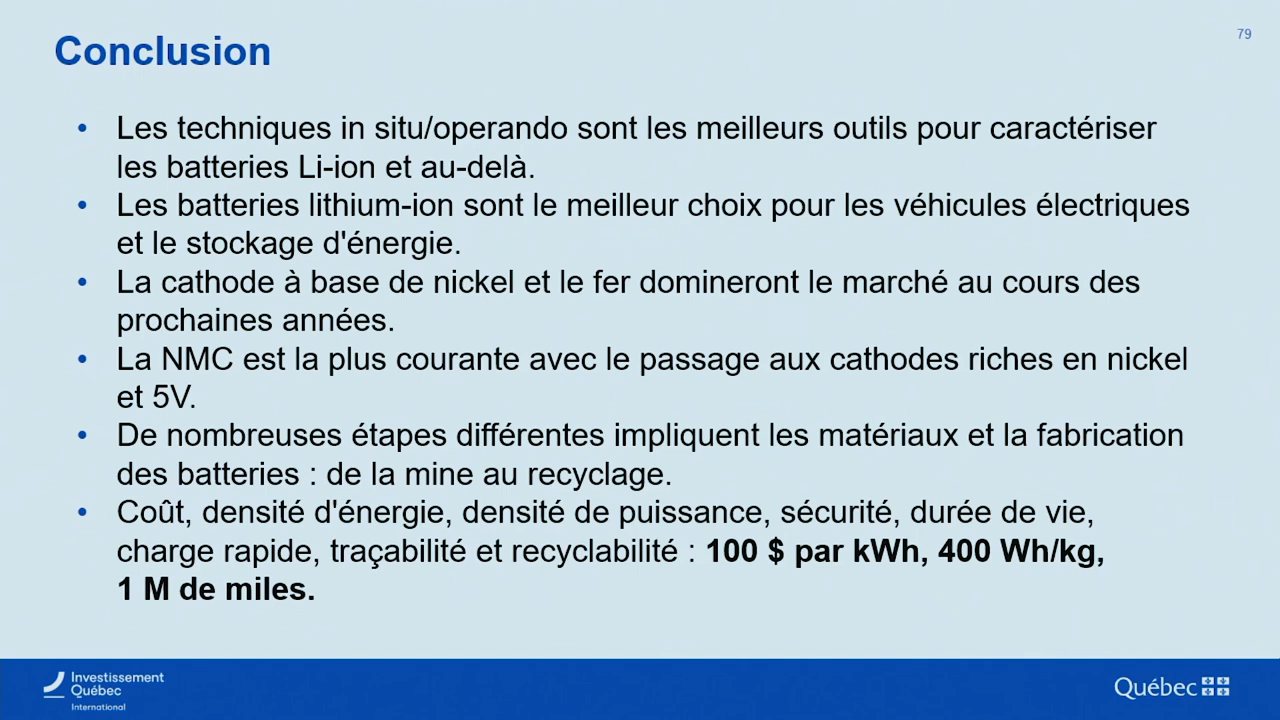 Conclusion
79
• Les techniques in situ/operando sont les meilleurs outils pour caractériser
les batteries Li-ion et au-delà.
• Les batteries lithium-ion sont le meilleur choix pour les véhicules électriques
et le stockage d'énergie.
• La cathode à base de nickel et le fer domineront le marché au cours des
prochaines années.
• La NMC est la plus courante avec le passage aux cathodes riches en nickel
et 5V.
• De nombreuses étapes différentes impliquent les matériaux et la fabrication
des batteries : de la mine au recyclage.
• Coût, densité d'énergie, densité de puissance, sécurité, durée de vie,
charge rapide, traçabilité et recyclabilité : 100 $ par kWh, 400 Wh/kg,
1 M de miles.
Investissement
Québec
International
Québec